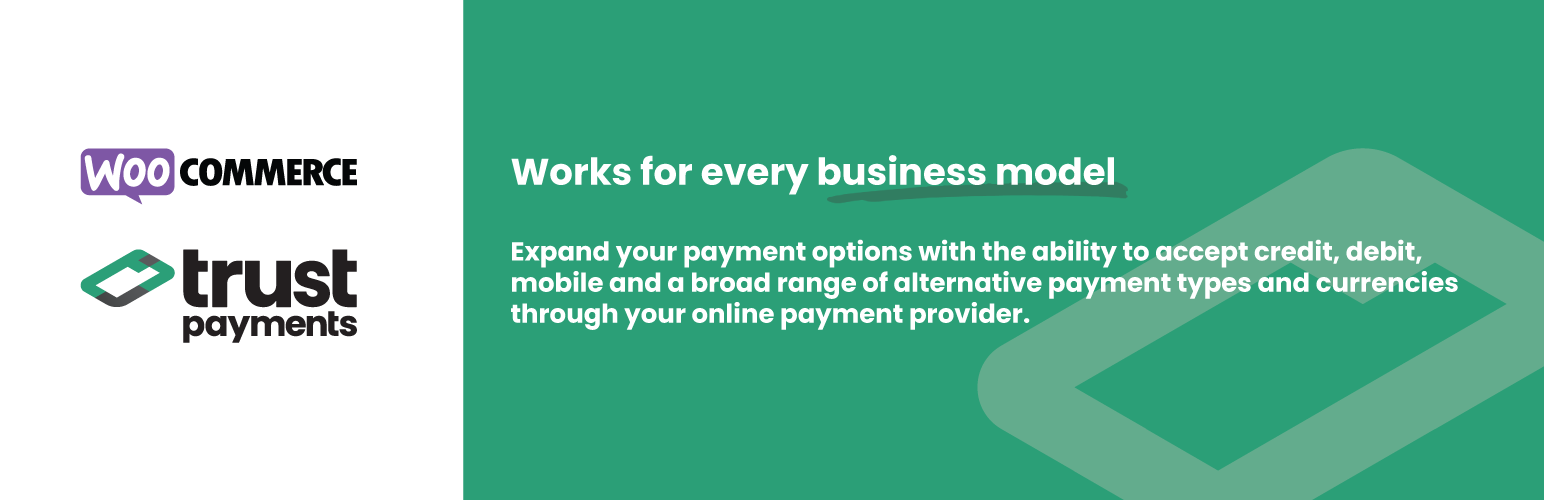 WOO COMMERCE
trust
payments
Works for every business model
Expand your payment options with the ability to accept credit, debit,
mobile and a broad range of alternative payment types and currencies
through your online payment provider.